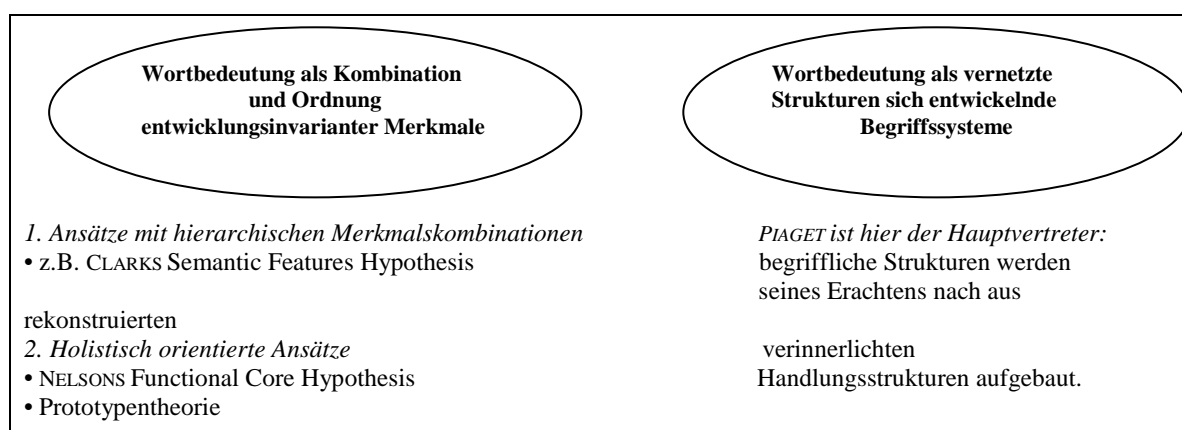 Wortbedeutung als Kombination
und Ordnung
entwicklungsinvarianter Merkmale
1. Ansätze mit hierarchischen Merkmalskombinationen
• z.B. CLARKS Semantic Features Hypothesis
rekonstruierten
2. Holistisch orientierte Ansätze
• NELSONS Functional Core Hypothesis
• Prototypentheorie
Wortbedeutung als vernetzte
Strukturen sich entwickelnde
Begriffssysteme
PIAGET ist hier der Hauptvertreter:
begriffliche Strukturen werden
seines Erachtens nach aus
verinnerlichten
Handlungsstrukturen aufgebaut.